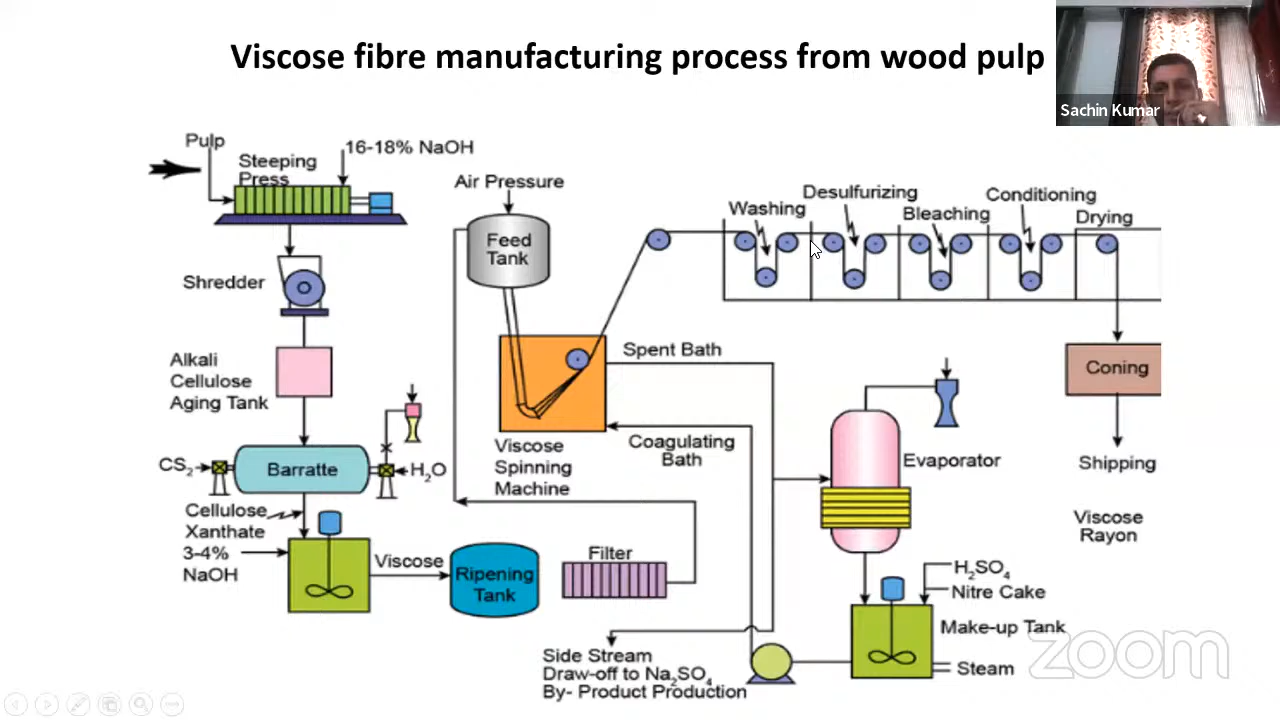 Viscose fibre manufacturing process from wood pulp
Sachin Kumar
Pulp
Steeping
Press
16-18% NaOH
Shredder
Alkali
Cellulose
Aging Tank
CS2
Barratte
H2O
Cellulose
Xanthate
3-4%
NaOH
Viscose
Ripening
Tank
Filter
Air Pressure
Feed
Tank
Viscose
Spinning
Machine
Spent Bath
Coagulating
Bath
Washing
Desulfurizing
Bleaching
Conditioning
Drying
Coning
Shipping
Viscose
Rayon
Evaporator
H2SO4
Nitre Cake
Make-up Tank
Steam
Side Stream
Draw-off to Na2SO4
By- Product Production
zoom